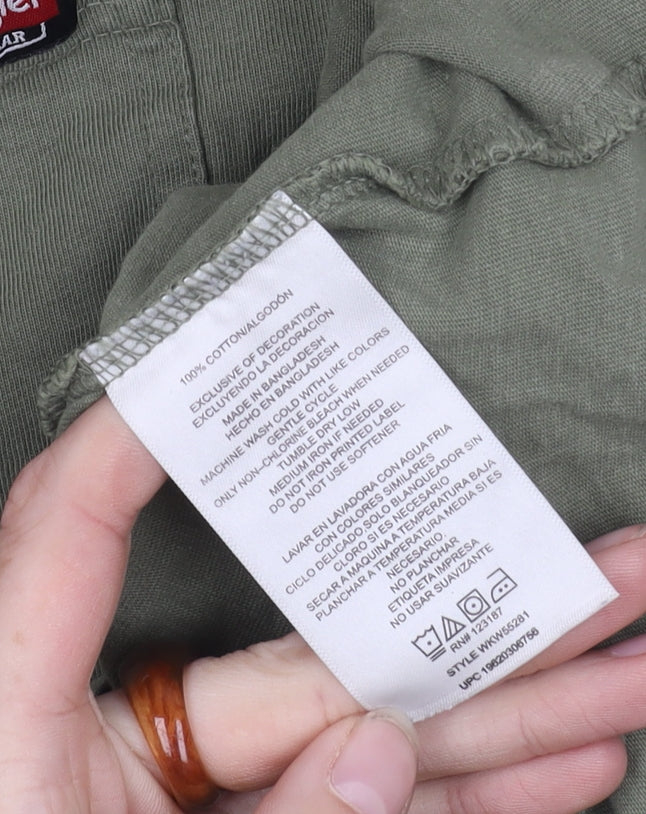 AR
100% COTTON/ALGODÓN
EXCLUSIVE OF DECORATION
EXCLUYENDO LA DECORACION
MADE IN BANGLADESH
HECHO EN BANGLADESH
MACHINE WASH COLD WITH LIKE COLORS
GENTLE CYCLE
ONLY NON-CHLORINE BLEACH WHEN NEEDED
TUMBLE DRY LOW
MEDIUM IRON IF NEEDED
DO NOT IRON PRINTED LABEL
DO NOT USE SOFTENER
LAVAR EN LAVADORA CON AGUA FRIA
CON COLORES SIMILARES
CICLO DELICADO SOLO BLANQUEADOR SIN
CLORO SI ES NECESARIO
SECAR A MAQUINA A TEMPERATURA BAJA
PLANCHAR A TEMPERATURA MEDIA SI ES
NECESARIO.
NO PLANCHAR
ETIQUETA IMPRESA
NO USAR SUAVIZANTE
RN# 123187
STYLE WKW55281
UPC 19620306756